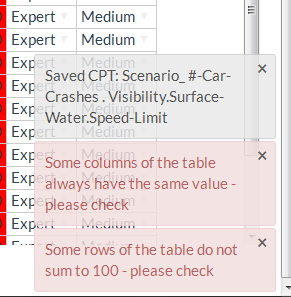 Expert Medium
Expert Medium
Expert Medium
Saved CPT: Scenario_ #-Car-
Crashes . Visibility.Surface-
Water.Speed-Limit
×
Expert
Expert
Expert
Expert
Some columns of the table
always have the same value -
please check
×
Expert
Expert
Expert
Expert Medium
Some rows of the table do not
sum to 100 - please check
×